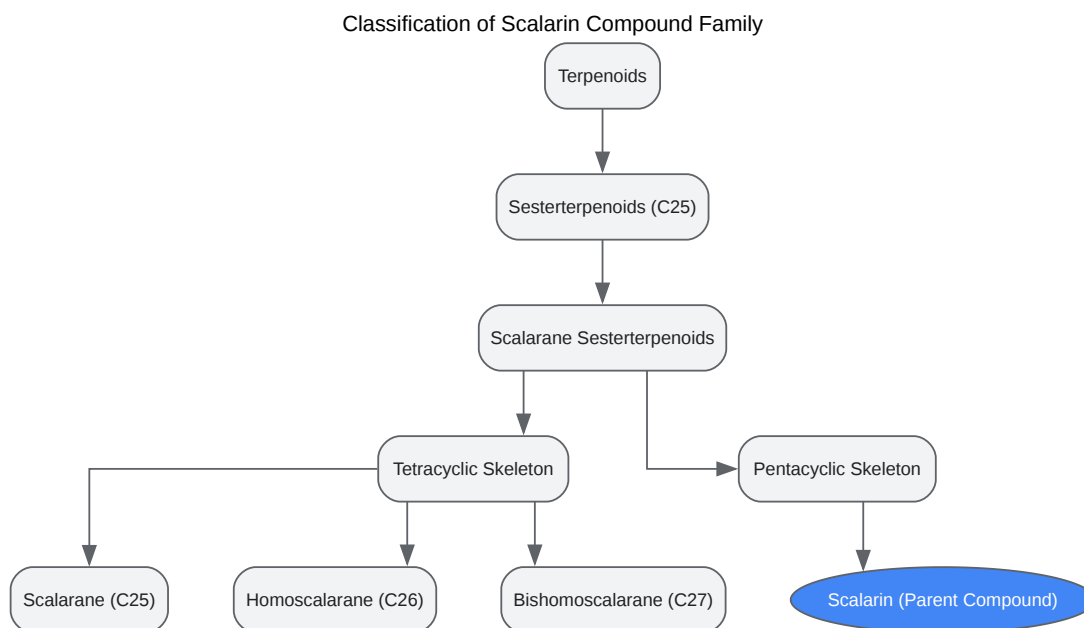 Classification of Scalarin Compound Family
Terpenoids
Sesterterpenoids (C25)
Scalarane Sesterterpenoids
Tetracyclic Skeleton
Pentacyclic Skeleton
Scalarane (C25)
Homoscalarane (C26)
Bishomoscalarane (C27)
Scalarin (Parent Compound)